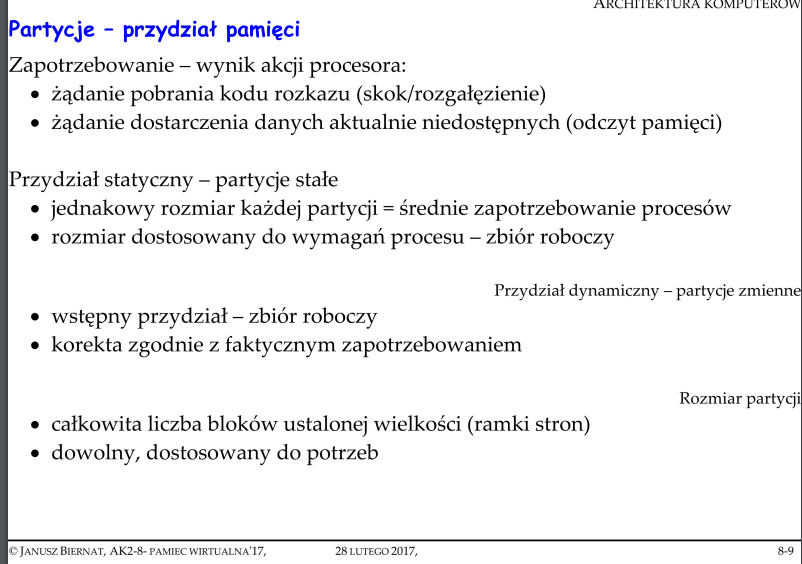 ARCHITEKTURA KOMPUTERÓW
Partycje – przydział pamięci
Zapotrzebowanie – wynik akcji procesora:
• żądanie pobrania kodu rozkazu (skok/rozgałęzienie)
• żądanie dostarczenia danych aktualnie niedostępnych (odczyt pamięci)
Przydział statyczny – partycje stałe
• jednakowy rozmiar każdej partycji = średnie zapotrzebowanie procesów
• rozmiar dostosowany do wymagań procesu – zbiór roboczy
Przydział dynamiczny – partycje zmienne
• wstępny przydział – zbiór roboczy
• korekta zgodnie z faktycznym zapotrzebowaniem
Rozmiar partycji
• całkowita liczba bloków ustalonej wielkości (ramki stron)
• dowolny, dostosowany do potrzeb
© JANUSZ BIERNAT, AK2-8- PAMIEC WIRTUALNA'17, 28 LUTEGO 2017, 8-9